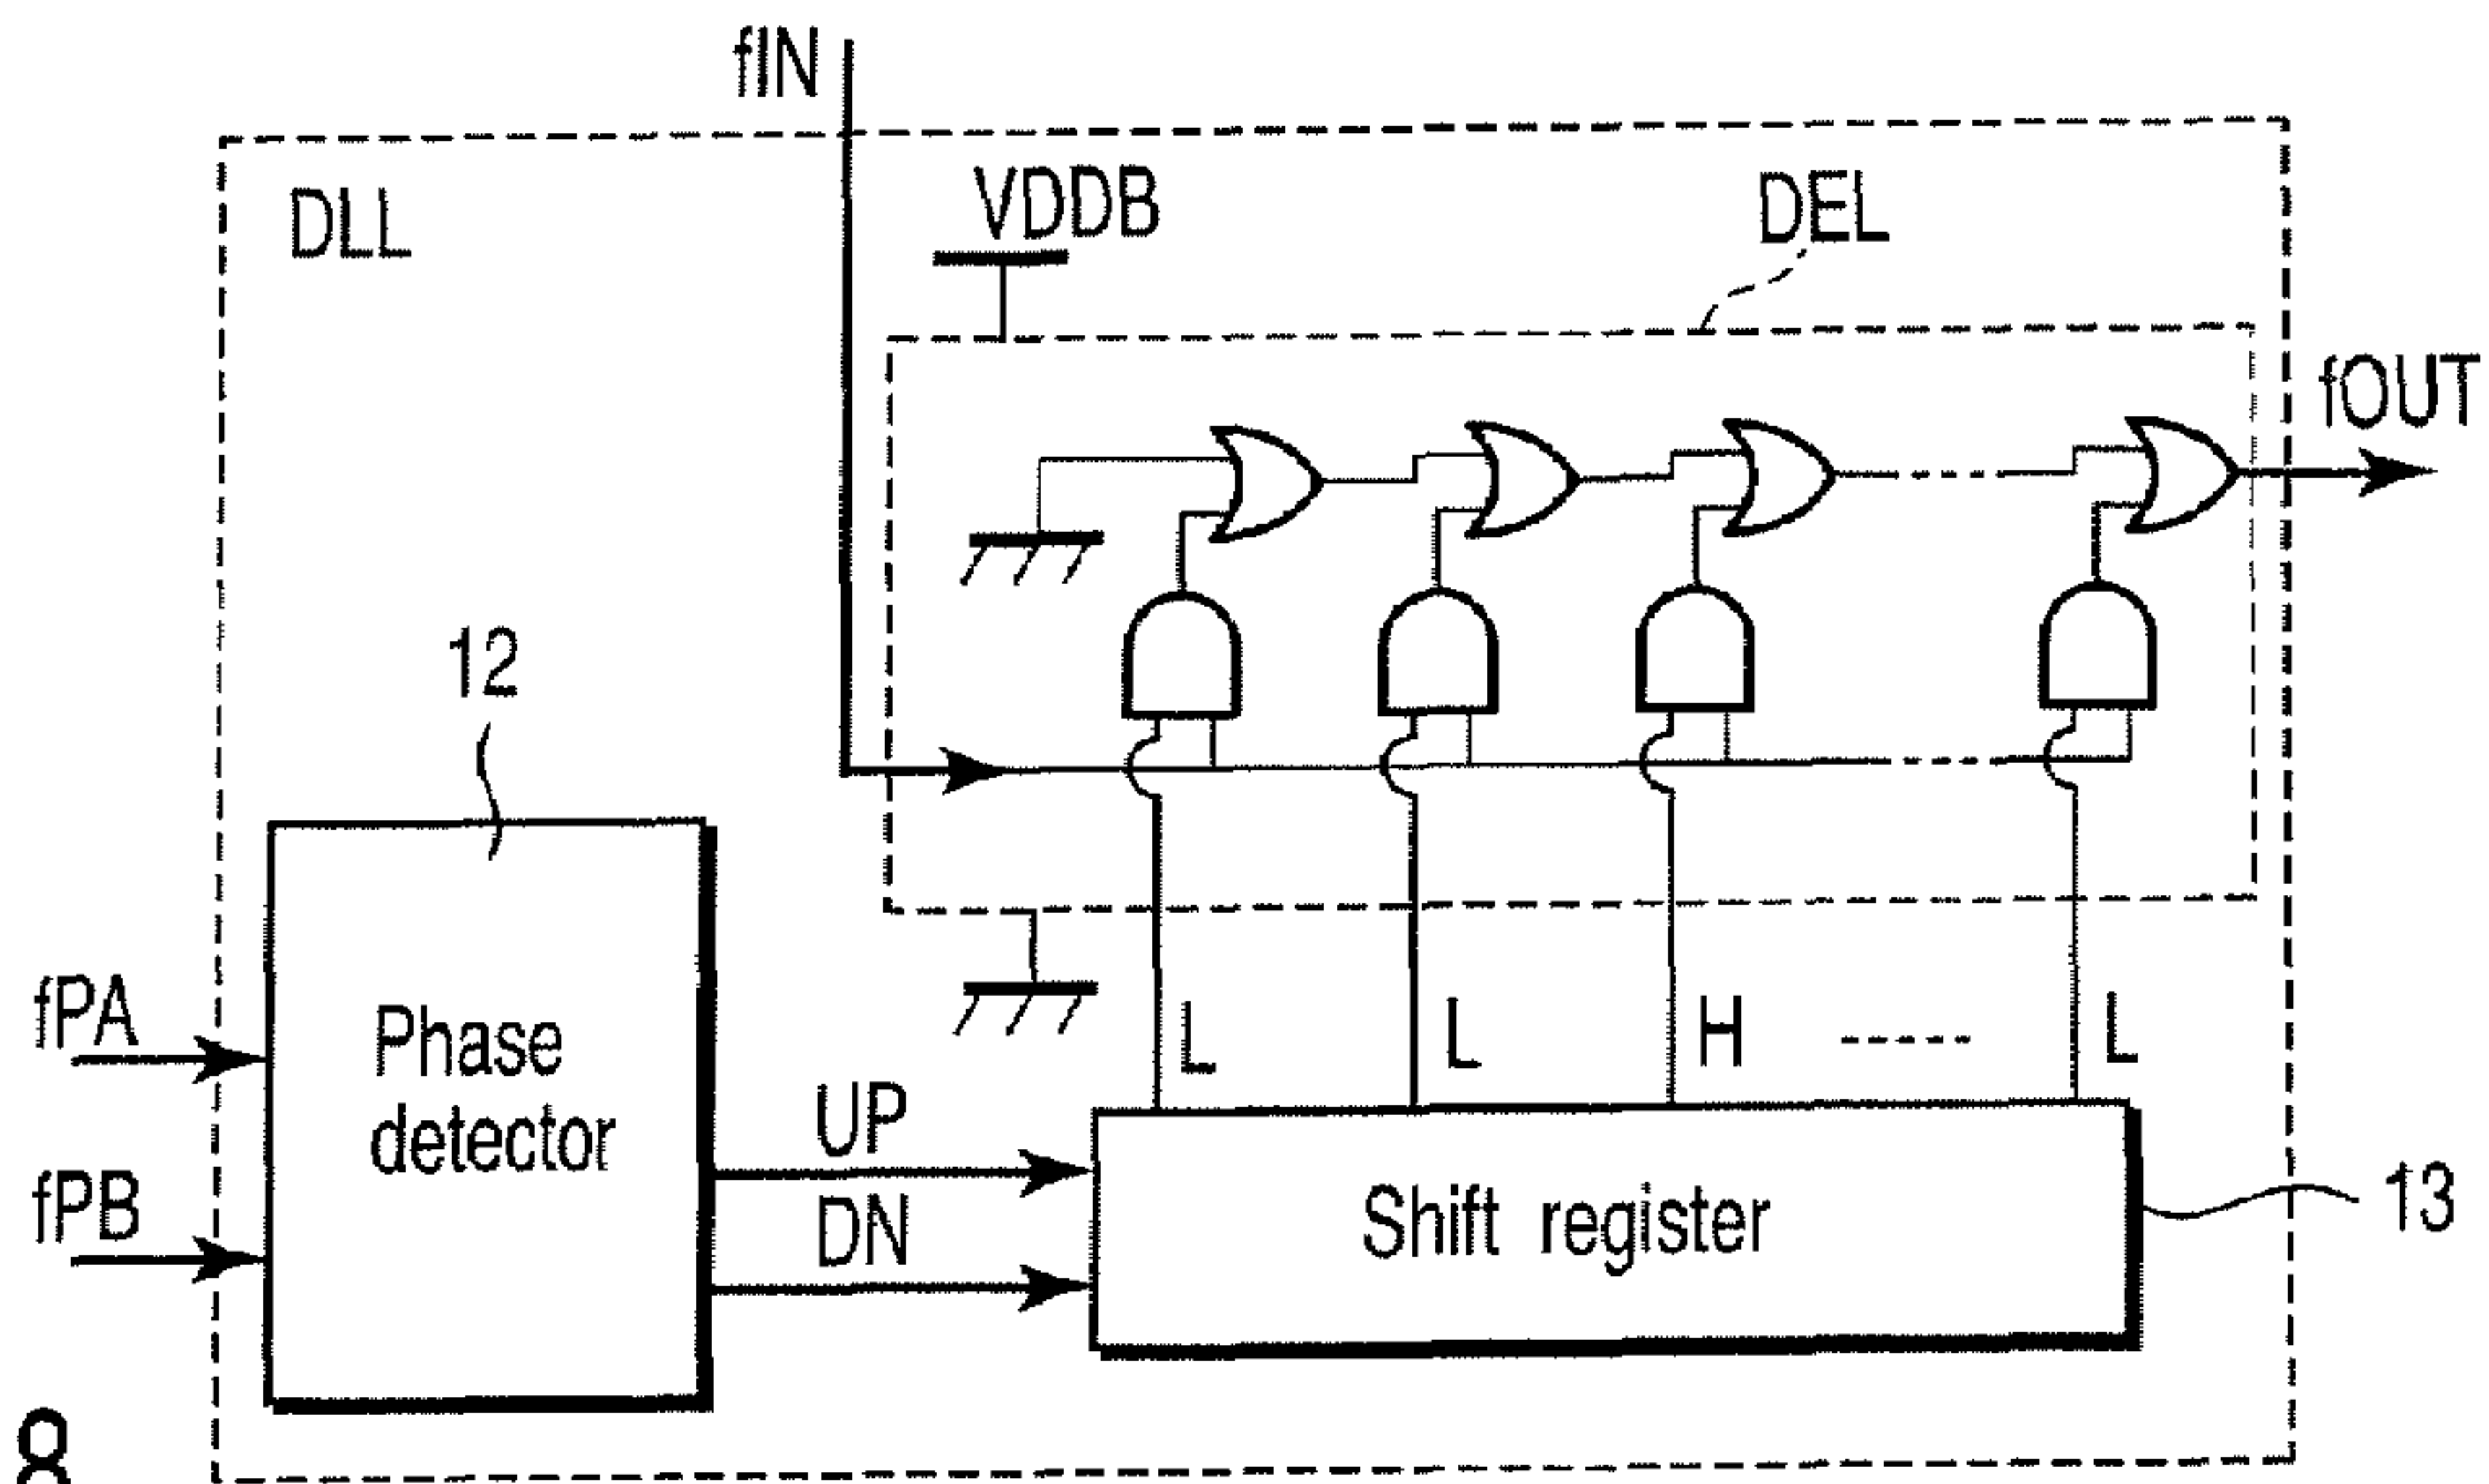 fIN
DLL
VDDB
DEL
fOUT
12
fPA
fPB
Phase
detector
UP
DN
L
L
H
L
Shift register
13
8